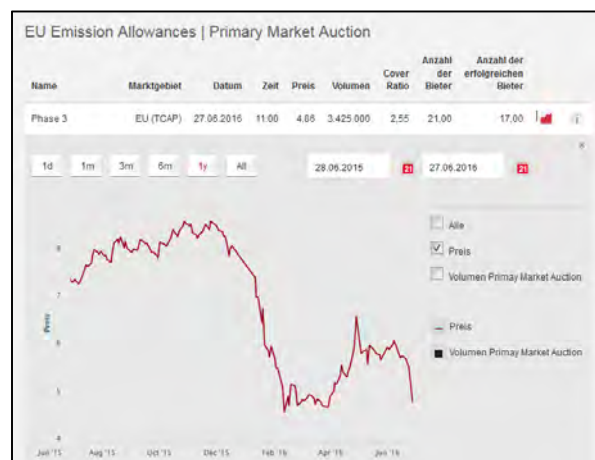 EU Emission Allowances | Primary Market Auction
Name Marktgebiet Datum Zeit Preis Volumen Cover Ratio Anzahl der Bieter Anzahl der erfolgreichen Bieter
Phase 3 EU (TCAP) 27.06.2016 11:00 4,86 3.425.000 2,55 21,00 17,00
1d 1m 3m 6m 1y All 28.06.2015 21 27.06.2016 21
Alle
Preis
Volumen Primay Market Auction
Preis
Volumen Primay Market Auction
Preis
8
7
6
5
4
Jun '15 Aug '15 Oct '15 Dec '15 Feb '16 Apr '16 Jun '16